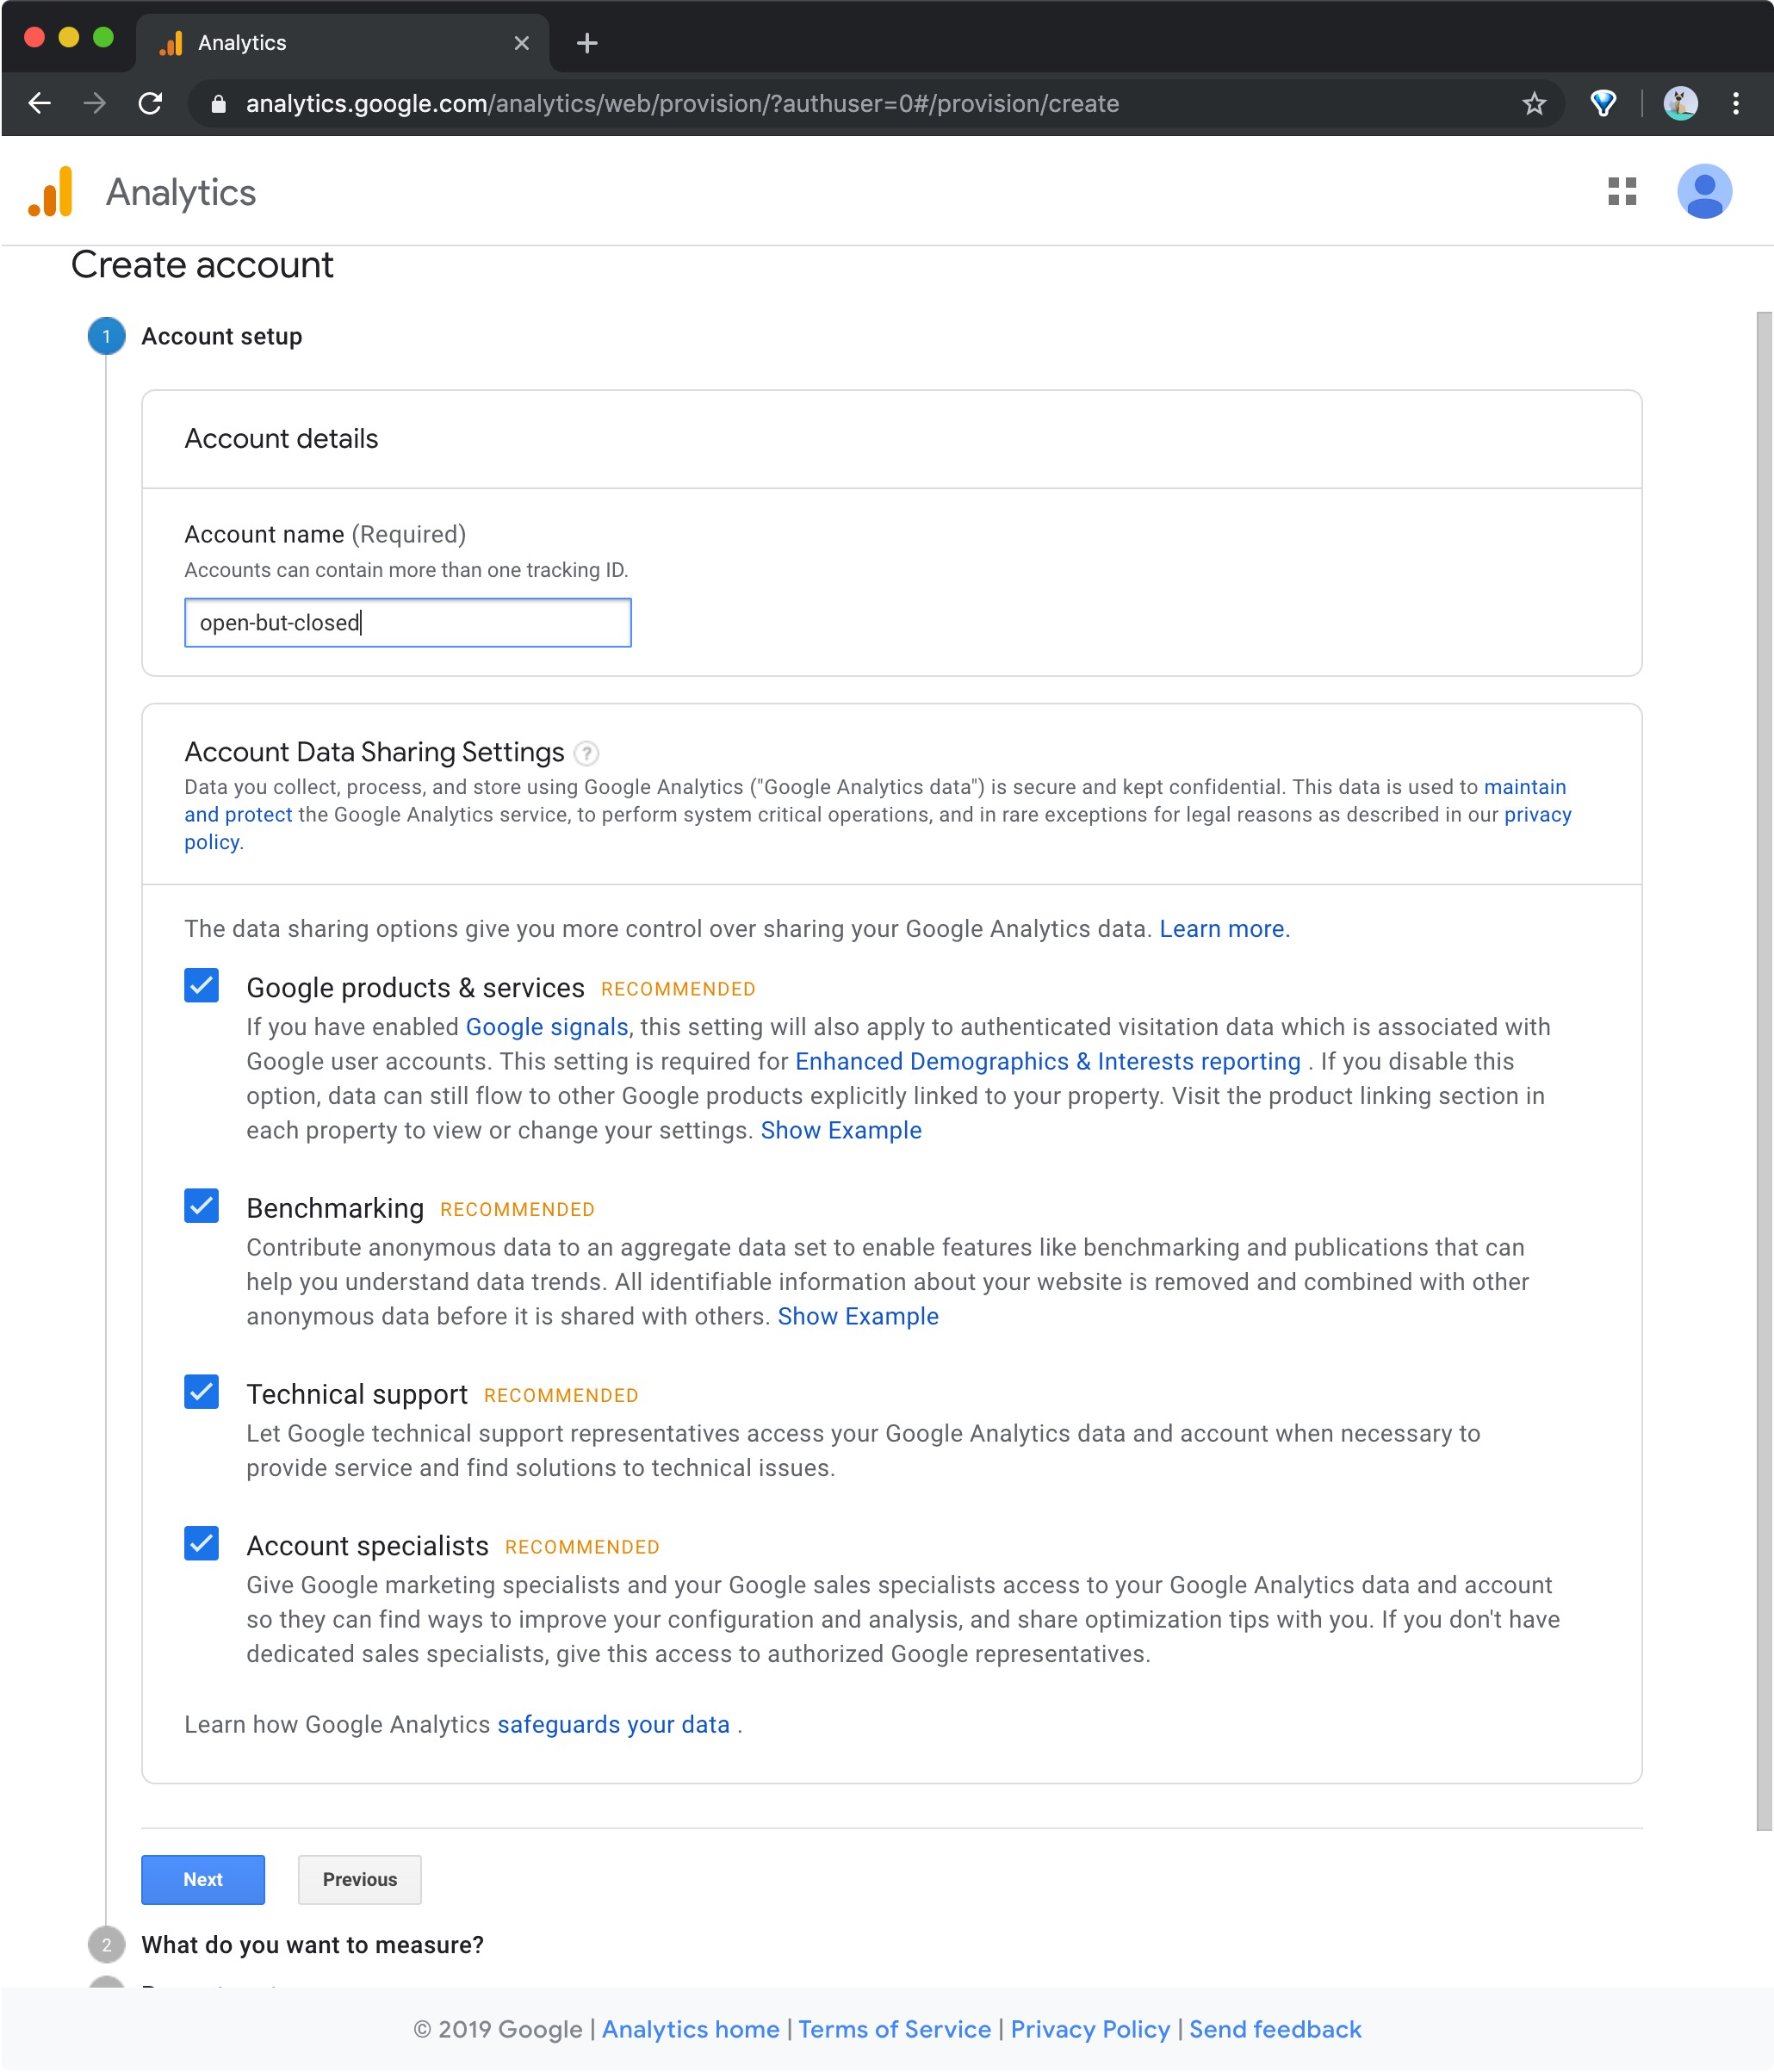 Analytics
analytics.google.com/analytics/web/provision/?authuser=0#/provision/create
Analytics
Create account
1 Account setup
Account details
Account name (Required)
Accounts can contain more than one tracking ID.
open-but-closed
Account Data Sharing Settings ?
Data you collect, process, and store using Google Analytics ("Google Analytics data") is secure and kept confidential. This data is used to maintain
and protect the Google Analytics service, to perform system critical operations, and in rare exceptions for legal reasons as described in our privacy
policy.
The data sharing options give you more control over sharing your Google Analytics data. Learn more.
Google products & services RECOMMENDED
If you have enabled Google signals, this setting will also apply to authenticated visitation data which is associated with
Google user accounts. This setting is required for Enhanced Demographics & Interests reporting . If you disable this
option, data can still flow to other Google products explicitly linked to your property. Visit the product linking section in
each property to view or change your settings. Show Example
Benchmarking RECOMMENDED
Contribute anonymous data to an aggregate data set to enable features like benchmarking and publications that can
help you understand data trends. All identifiable information about your website is removed and combined with other
anonymous data before it is shared with others. Show Example
Technical support RECOMMENDED
Let Google technical support representatives access your Google Analytics data and account when necessary to
provide service and find solutions to technical issues.
Account specialists RECOMMENDED
Give Google marketing specialists and your Google sales specialists access to your Google Analytics data and account
so they can find ways to improve your configuration and analysis, and share optimization tips with you. If you don't have
dedicated sales specialists, give this access to authorized Google representatives.
Learn how Google Analytics safeguards your data .
Next Previous
2 What do you want to measure?
© 2019 Google | Analytics home | Terms of Service | Privacy Policy | Send feedback